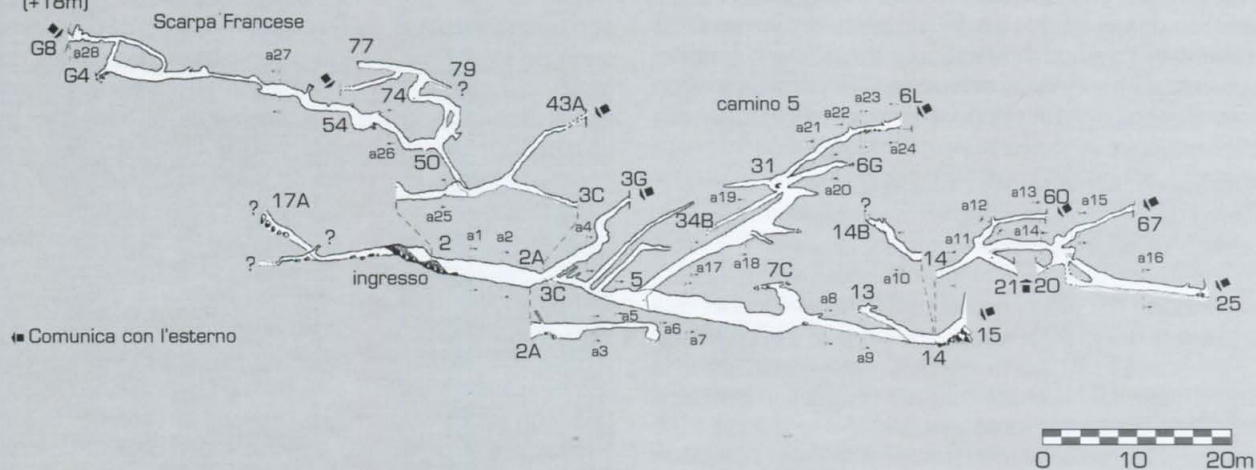 (+18m)
Scarpa Francese
G8
a28
G4
a27
77
79
?
74
54
a26
50
43A
a25
3C
camino 5
a23
6L
a22
a21
a24
31
6G
a20
a19
34B
3G
a4
17A
?
?
?
2
a1
a2
2A
ingresso
3C
5
a17
a18
7C
a5
a6
a7
2A
a3
a8
13
a9
14
15
?
14B
a10
14
a11
a12
a13
60
a14
a15
67
21
20
a16
25
Comunica con l'esterno
0 10 20m